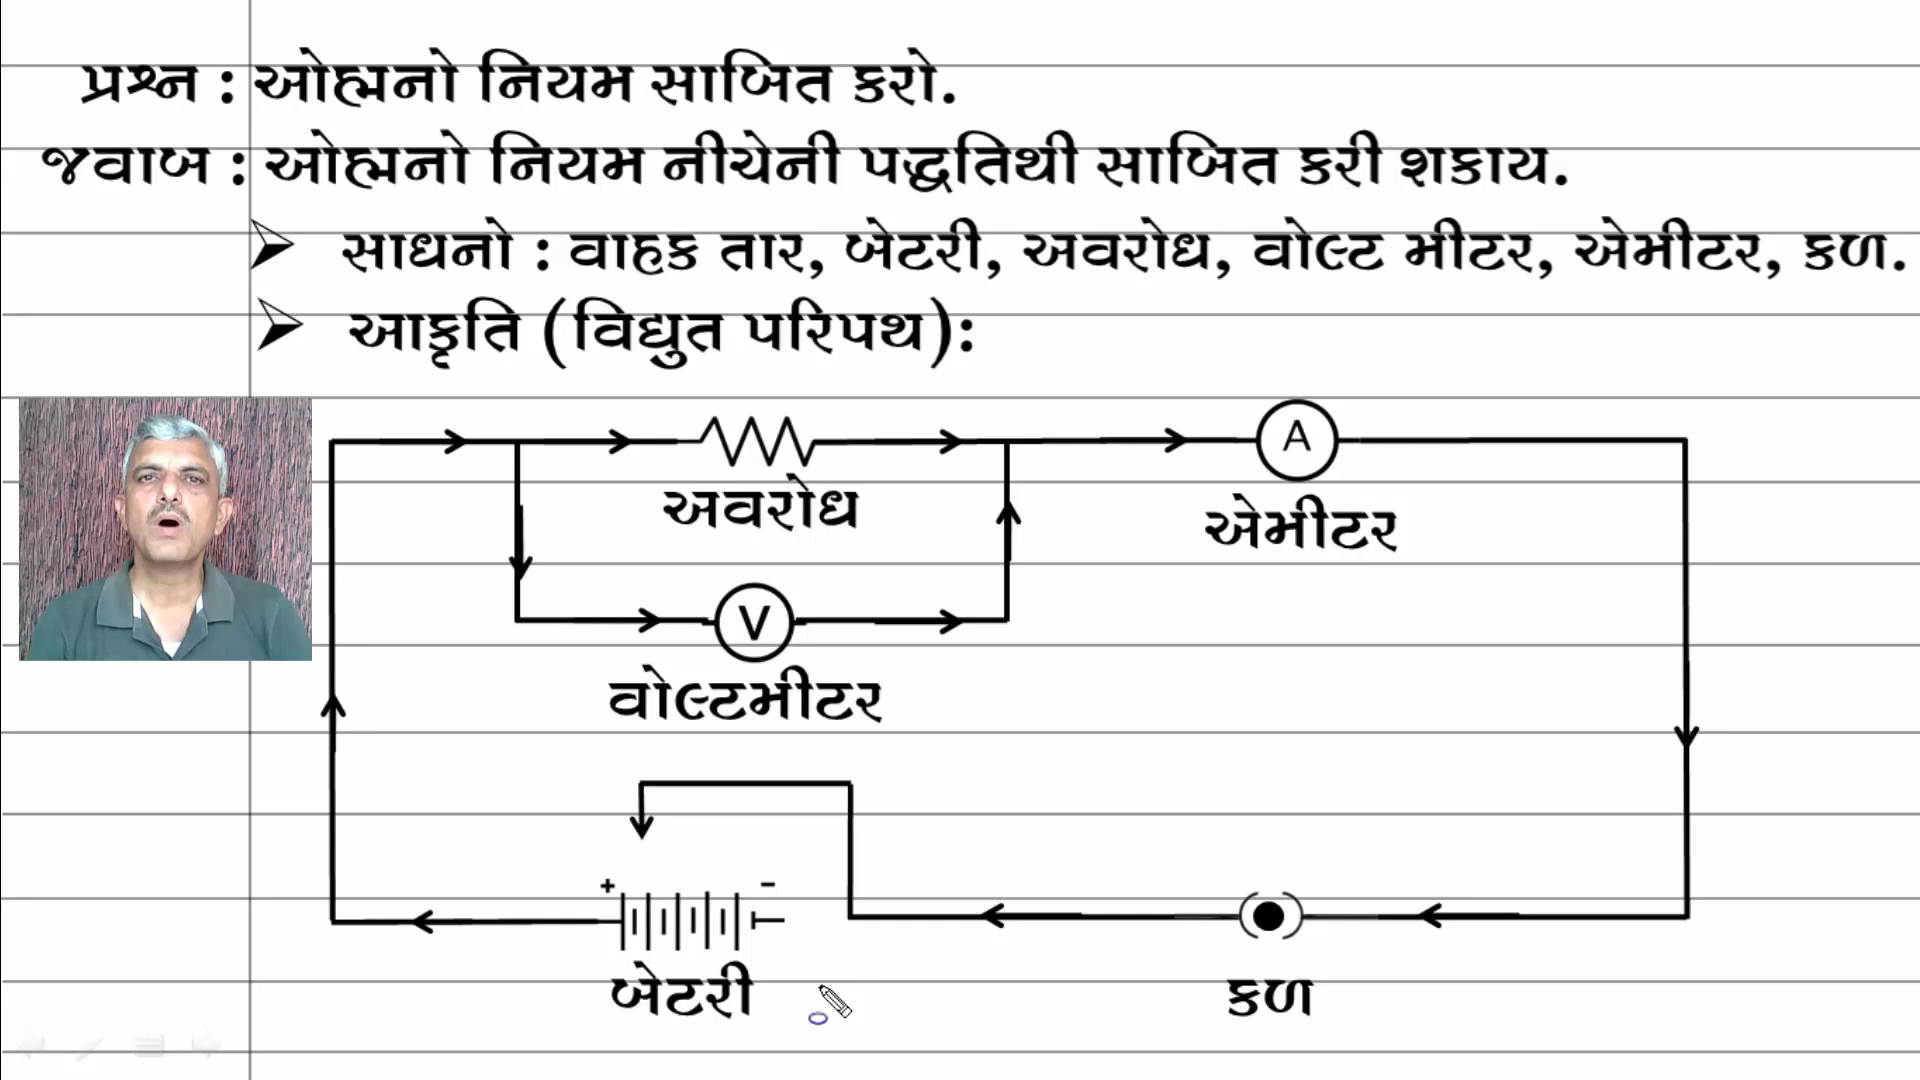 પ્રશ્ન : ઓહ્મનો નિયમ સાબિત કરો.
જવાબ : ઓહ્મનો નિયમ નીચેની પદ્ધતિથી સાબિત કરી શકાય.
➢ સાધનો : વાહક તાર, બેટરી, અવરોધ, વોલ્ટ મીટર, એમીટર, કળ.
➢ આકૃતિ (વિદ્યુત પરિપથ):
A
અવરોધ
એમીટર
V
વોલ્ટમીટર
+ −
બેટરી
કળ